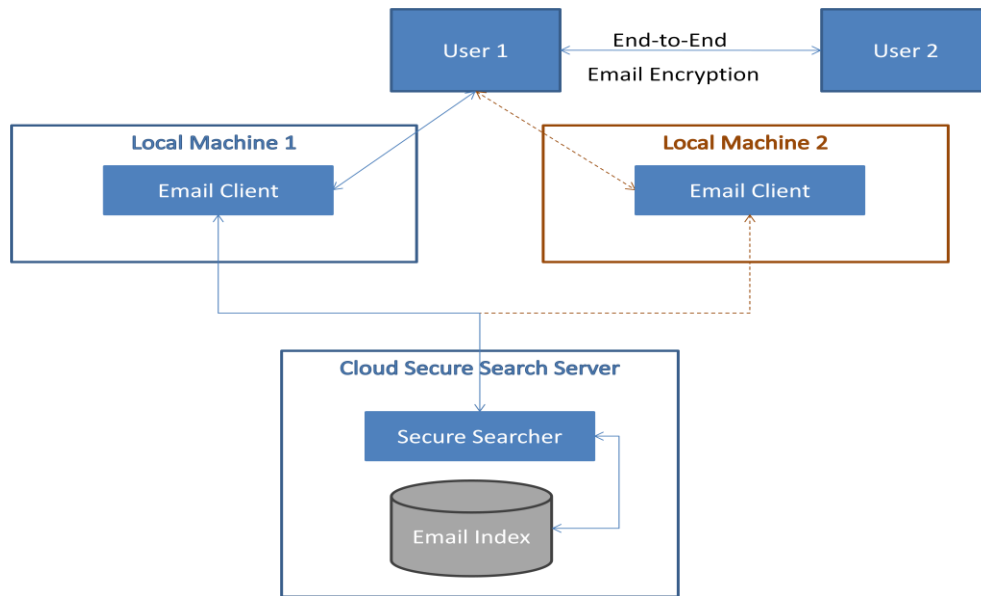 User 1
End-to-End
Email Encryption
User 2
Local Machine 1
Email Client
Local Machine 2
Email Client
Cloud Secure Search Server
Secure Searcher
Email Index